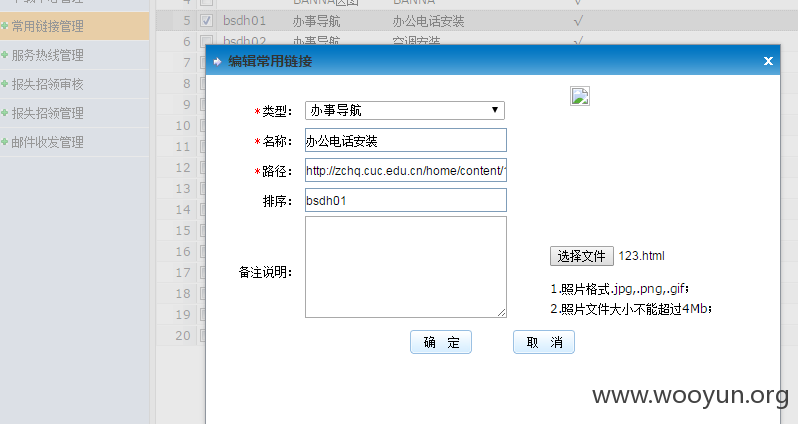 BANNA
常用链接管理
服务热线管理
报失招领审核
报失招领管理
邮件收发管理
5 bsdh01 办事导航 办公电话安装 √
6 bsdh02 办事导航 空调安装 √
7
8
9
10
11
12
13
14
15
16
17
18
19
20
编辑常用链接 x
*类型： 办事导航
*名称： 办公电话安装
*路径： http://zchq.cuc.edu.cn/home/content/
排序： bsdh01
备注说明：
选择文件 123.html
1.照片格式.jpg,.png,.gif；
2.照片文件大小不能超过4Mb；
确 定 取 消
www.wooyun.org